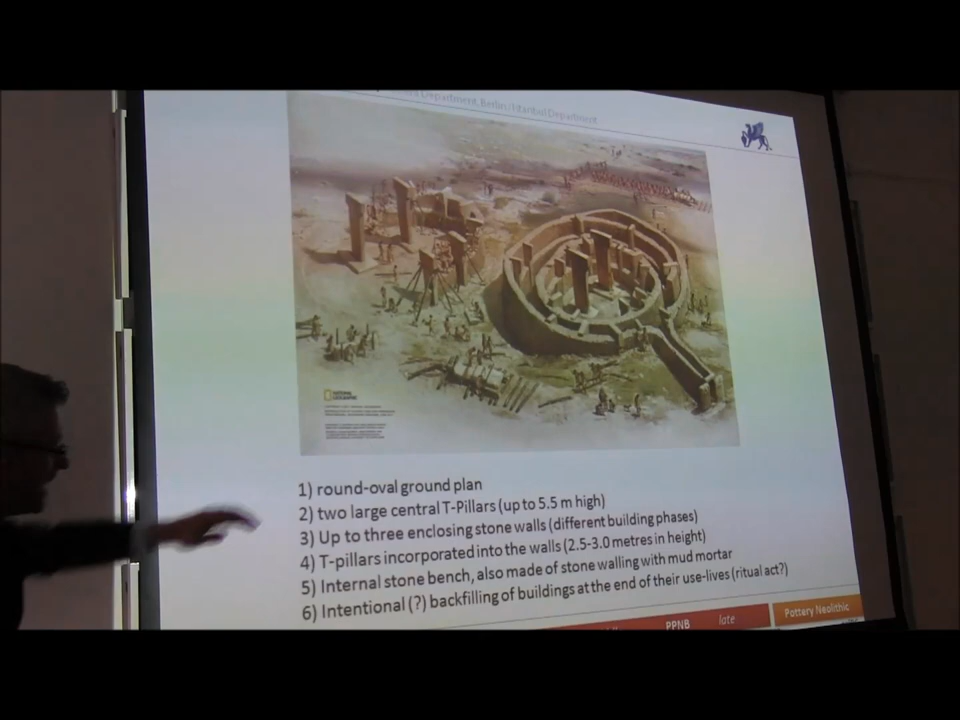 Department, Berlin / Istanbul Department
NATIONAL
GEOGRAPHIC
1) round-oval ground plan
2) two large central T-Pillars (up to 5.5 m high)
3) Up to three enclosing stone walls (different building phases)
4) T-pillars incorporated into the walls (2.5-3.0 metres in height)
5) Internal stone bench, also made of stone walling with mud mortar
6) Intentional (?) backfilling of buildings at the end of their use-lives (ritual act?)
PPNB late Pottery Neolithic